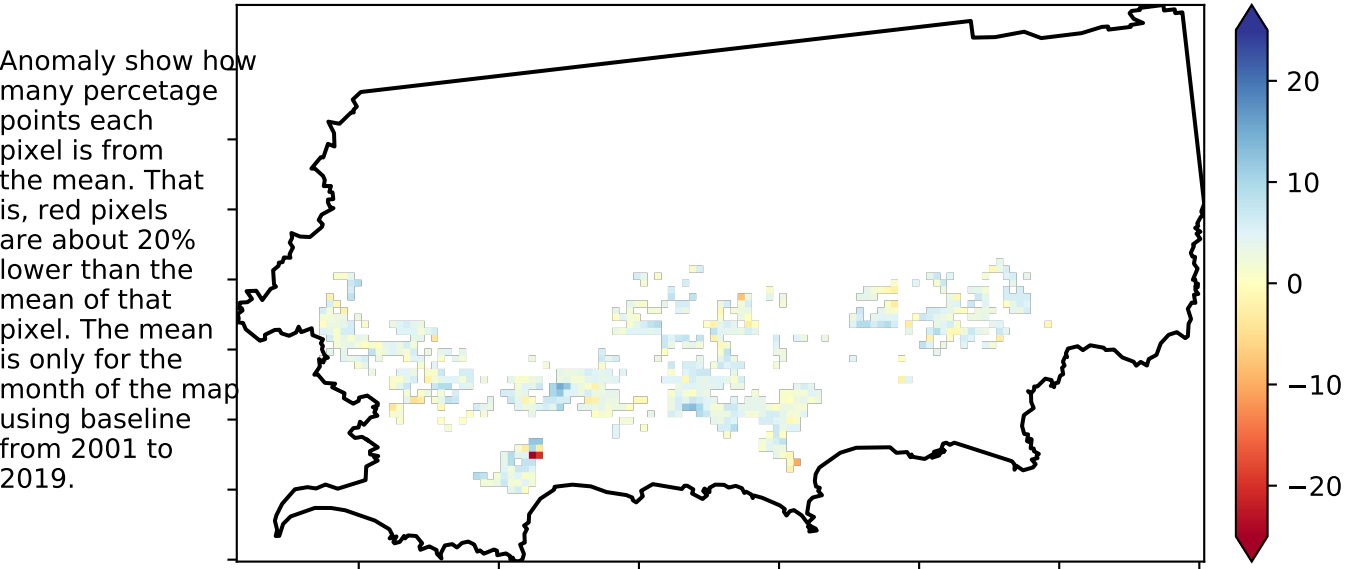 Anomaly show how
many percetage
points each
pixel is from
the mean. That
is, red pixels
are about 20%
lower than the
mean of that
pixel. The mean
is only for the
month of the map
using baseline
from 2001 to
2019.
20
10
0
−10
−20